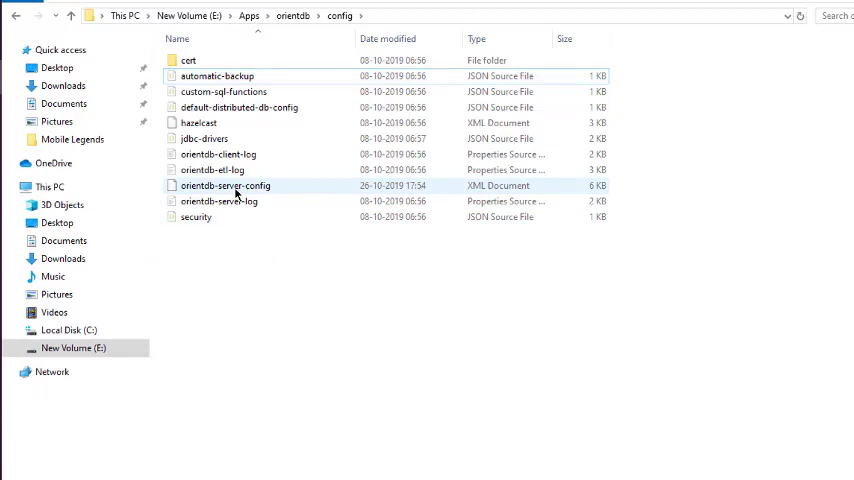 This PC > New Volume (E:) > Apps > orientdb > config >
Search
Name Date modified Type Size
Quick access
Desktop
Downloads
Documents
Pictures
Mobile Legends
OneDrive
This PC
3D Objects
Desktop
Documents
Downloads
Music
Pictures
Videos
Local Disk (C:)
New Volume (E:)
Network
cert 08-10-2019 06:56 File folder
automatic-backup 08-10-2019 06:56 JSON Source File 1 KB
custom-sql-functions 08-10-2019 06:56 JSON Source File 1 KB
default-distributed-db-config 08-10-2019 06:56 JSON Source File 1 KB
hazelcast 08-10-2019 06:56 XML Document 3 KB
jdbc-drivers 08-10-2019 06:57 JSON Source File 2 KB
orientdb-client-log 08-10-2019 06:56 Properties Source ... 2 KB
orientdb-etl-log 08-10-2019 06:56 Properties Source ... 3 KB
orientdb-server-config 26-10-2019 17:54 XML Document 6 KB
orientdb-server-log 08-10-2019 06:56 Properties Source ... 2 KB
security 08-10-2019 06:56 JSON Source File 1 KB